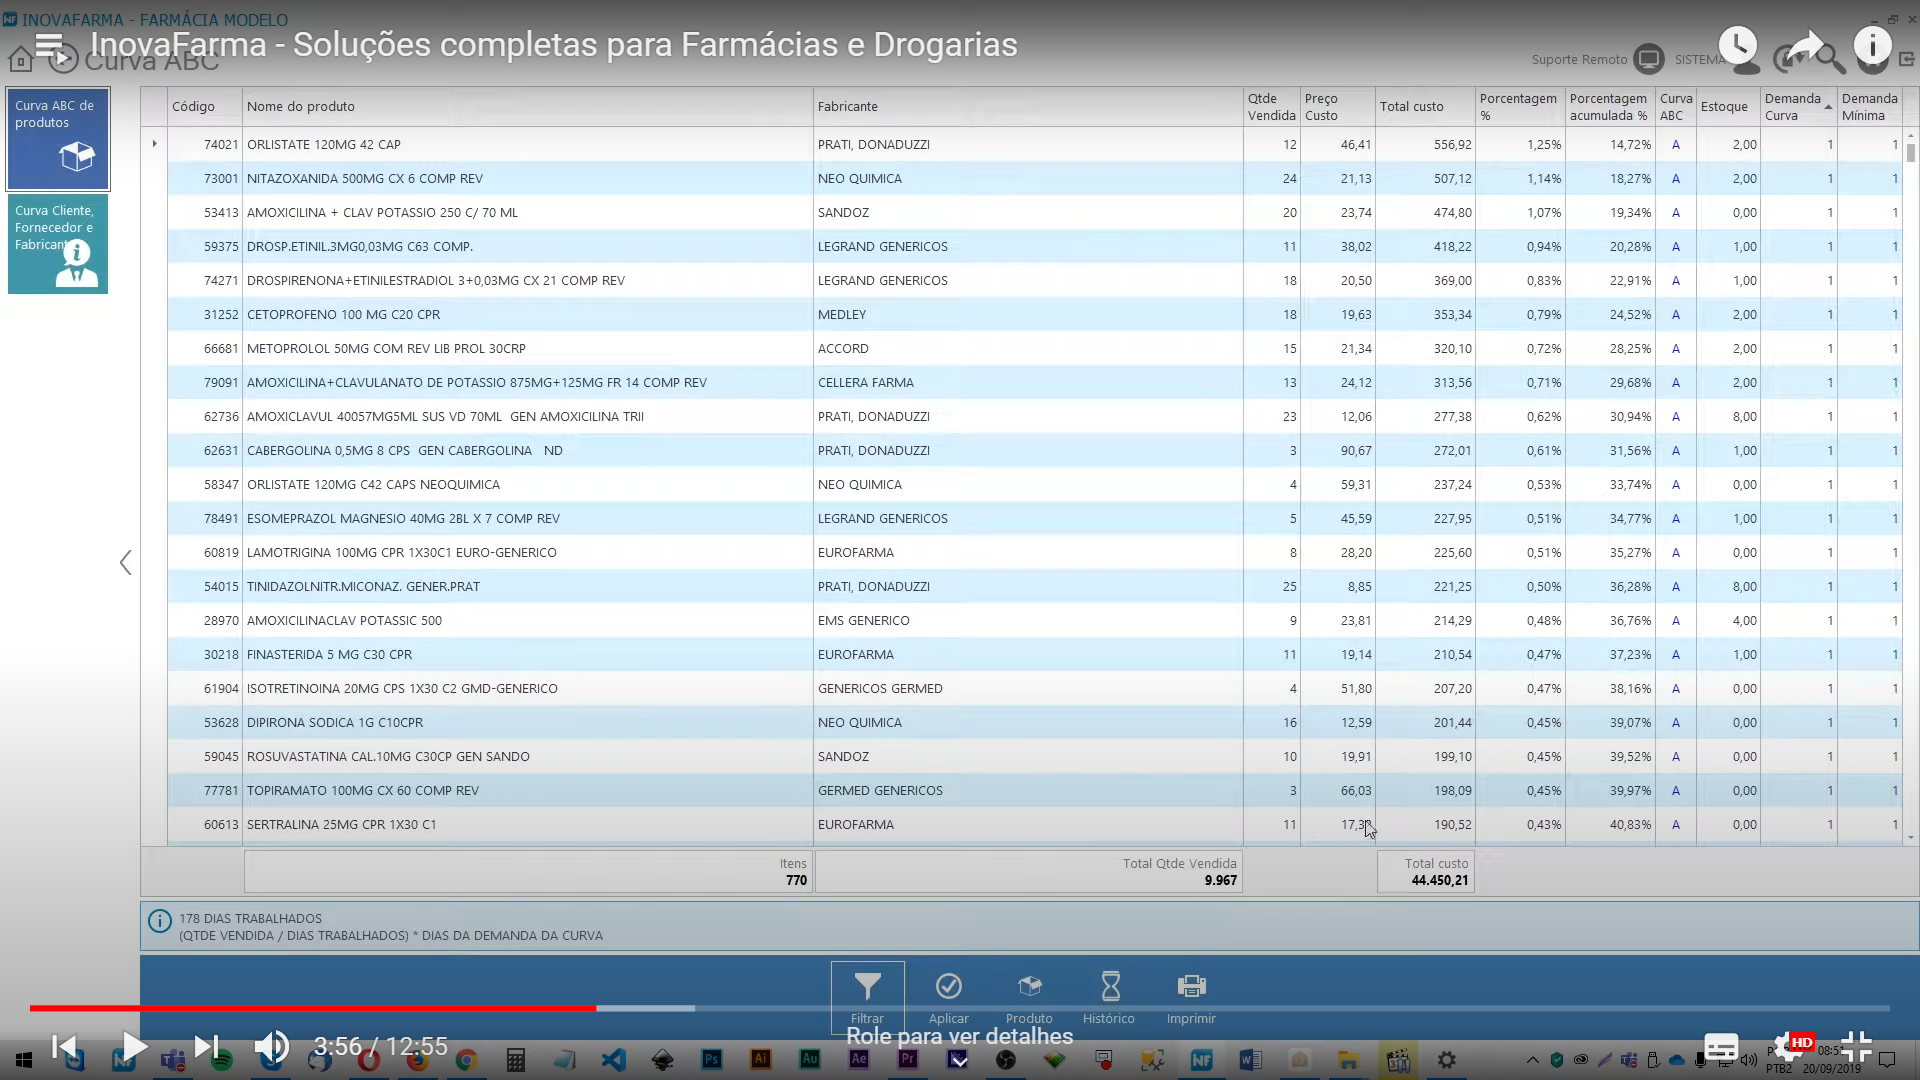 INOVAFARMA - FARMÁCIA MODELO
InovaFarma - Soluções completas para Farmácias e Drogarias
Curva ABC
Suporte Remoto SISTEMA
Curva ABC de
produtos
Curva Cliente,
Fornecedor e
Fabricant
Código Nome do produto Fabricante Qtde Vendida Preço Custo Total custo Porcentagem % Porcentagem acumulada % Curva ABC Estoque Demanda Curva Demanda Mínima
74021 ORLISTATE 120MG 42 CAP PRATI, DONADUZZI 12 46,41 556,92 1,25% 14,72% A 2,00 1 1
73001 NITAZOXANIDA 500MG CX 6 COMP REV NEO QUIMICA 24 21,13 507,12 1,14% 18,27% A 2,00 1 1
53413 AMOXICILINA + CLAV POTASSIO 250 C/ 70 ML SANDOZ 20 23,74 474,80 1,07% 19,34% A 0,00 1 1
59375 DROSP.ETINIL.3MG0,03MG C63 COMP. LEGRAND GENERICOS 11 38,02 418,22 0,94% 20,28% A 1,00 1 1
74271 DROSPIRENONA+ETINILESTRADIOL 3+0,03MG CX 21 COMP REV LEGRAND GENERICOS 18 20,50 369,00 0,83% 22,91% A 1,00 1 1
31252 CETOPROFENO 100 MG C20 CPR MEDLEY 18 19,63 353,34 0,79% 24,52% A 2,00 1 1
66681 METOPROLOL 50MG COM REV LIB PROL 30CRP ACCORD 15 21,34 320,10 0,72% 28,25% A 2,00 1 1
79091 AMOXICILINA+CLAVULANATO DE POTASSIO 875MG+125MG FR 14 COMP REV CELLERA FARMA 13 24,12 313,56 0,71% 29,68% A 2,00 1 1
62736 AMOXICLAVUL 40057MG5ML SUS VD 70ML GEN AMOXICILINA TRII PRATI, DONADUZZI 23 12,06 277,38 0,62% 30,94% A 8,00 1 1
62631 CABERGOLINA 0,5MG 8 CPS GEN CABERGOLINA ND PRATI, DONADUZZI 3 90,67 272,01 0,61% 31,56% A 1,00 1 1
58347 ORLISTATE 120MG C42 CAPS NEOQUIMICA NEO QUIMICA 4 59,31 237,24 0,53% 33,74% A 0,00 1 1
78491 ESOMEPRAZOL MAGNESIO 40MG 2BL X 7 COMP REV LEGRAND GENERICOS 5 45,59 227,95 0,51% 34,77% A 1,00 1 1
60819 LAMOTRIGINA 100MG CPR 1X30C1 EURO-GENERICO EUROFARMA 8 28,20 225,60 0,51% 35,27% A 0,00 1 1
54015 TINIDAZOLNITR.MICONAZ. GENER.PRAT PRATI, DONADUZZI 25 8,85 221,25 0,50% 36,28% A 8,00 1 1
28970 AMOXICILINACLAV POTASSIC 500 EMS GENERICO 9 23,81 214,29 0,48% 36,76% A 4,00 1 1
30218 FINASTERIDA 5 MG C30 CPR EUROFARMA 11 19,14 210,54 0,47% 37,23% A 1,00 1 1
61904 ISOTRETINOINA 20MG CPS 1X30 C2 GMD-GENERICO GENERICOS GERMED 4 51,80 207,20 0,47% 38,16% A 0,00 1 1
53628 DIPIRONA SODICA 1G C10CPR NEO QUIMICA 16 12,59 201,44 0,45% 39,07% A 0,00 1 1
59045 ROSUVASTATINA CAL.10MG C30CP GEN SANDO SANDOZ 10 19,91 199,10 0,45% 39,52% A 0,00 1 1
77781 TOPIRAMATO 100MG CX 60 COMP REV GERMED GENERICOS 3 66,03 198,09 0,45% 39,97% A 0,00 1 1
60613 SERTRALINA 25MG CPR 1X30 C1 EUROFARMA 11 190,52 0,43% 40,83% A 0,00 1 1
Itens Total Qtde Vendida Total custo
770 9.967 44.450,21
178 DIAS TRABALHADOS
(QTDE VENDIDA / DIAS TRABALHADOS) * DIAS DA DEMANDA DA CURVA
Filtrar Aplicar Produto Histórico Imprimir
Role para ver detalhes
3:56 / 12:55
HD
PTB2 20/09/2019